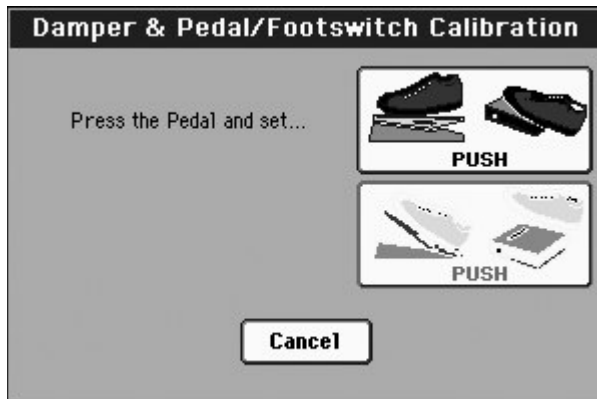 Damper & Pedal/Footswitch Calibration
Press the Pedal and set...
PUSH
PUSH
Cancel